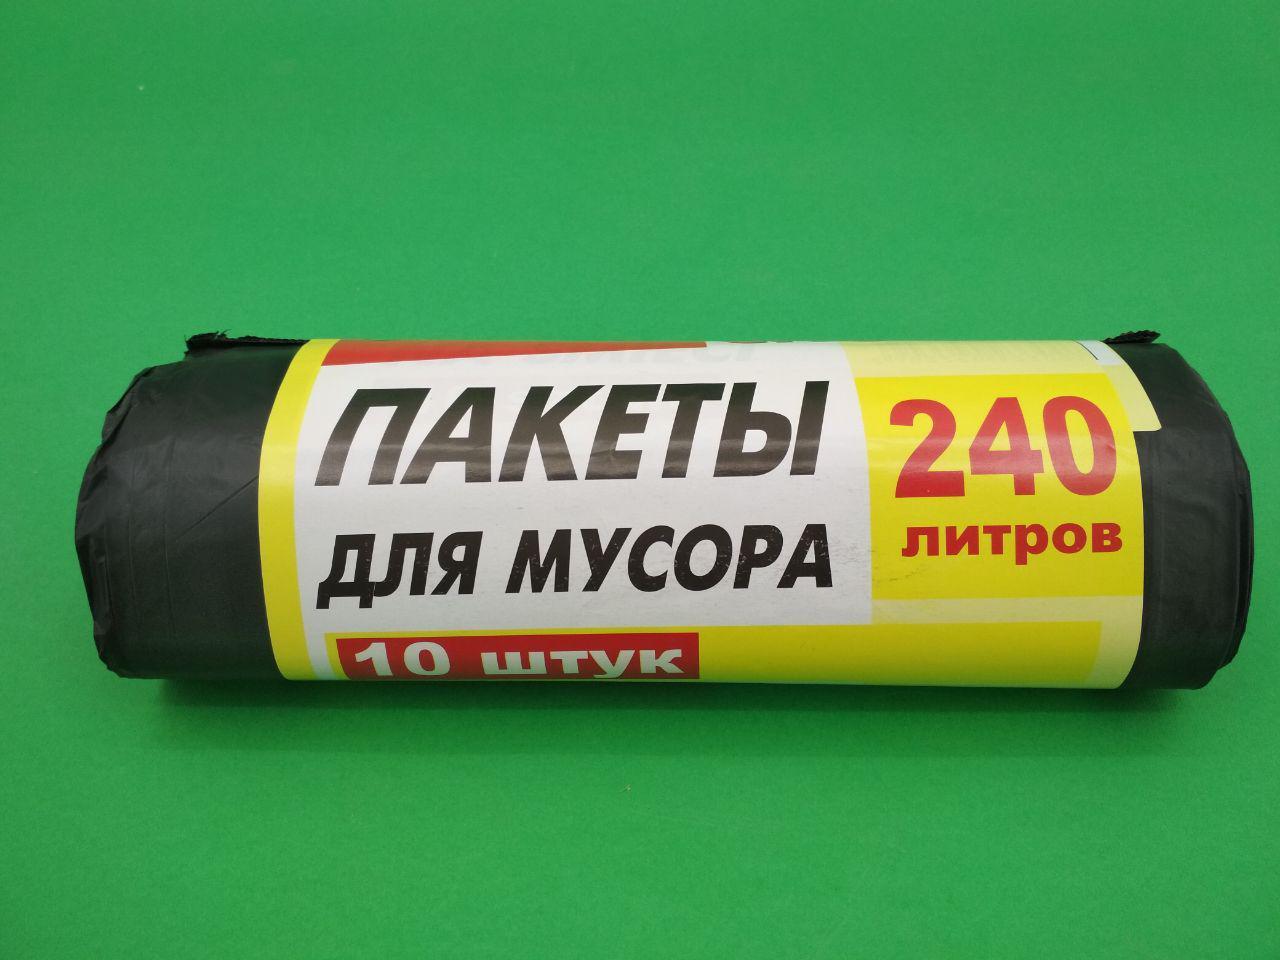 ПАКЕТЫ
ДЛЯ МУСОРА
240
литров
10 штук